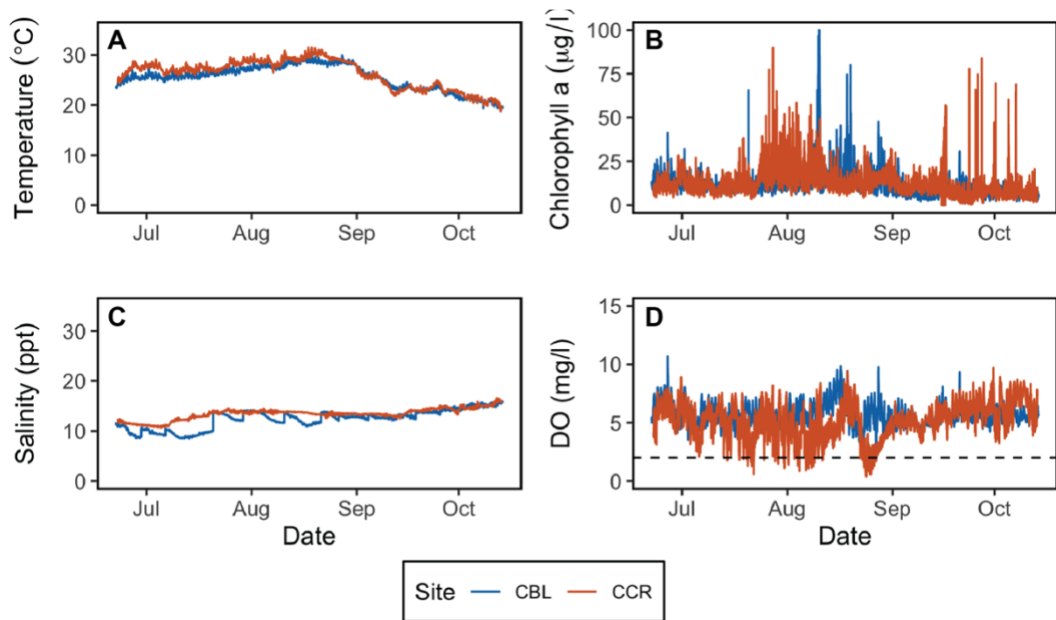 A
Temperature (°C)
30
20
10
0
Jul Aug Sep Oct
B
Chlorophyll a (µg/l)
100
75
50
25
0
Jul Aug Sep Oct
C
Salinity (ppt)
30
20
10
0
Jul Aug Sep Oct
Date
D
DO (mg/l)
15
10
5
0
Jul Aug Sep Oct
Date
Site CBL CCR